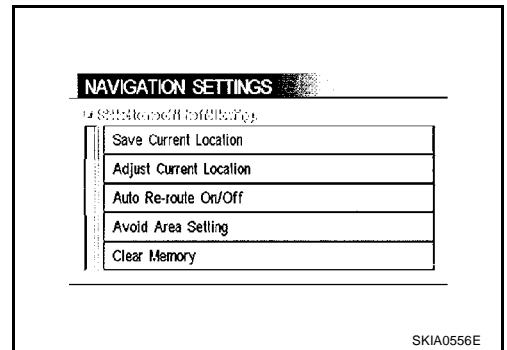 NAVIGATION SETTINGS
Save Current Location
Adjust Current Location
Auto Re-route On/Off
Avoid Area Setting
Clear Memory
SKIA0556E